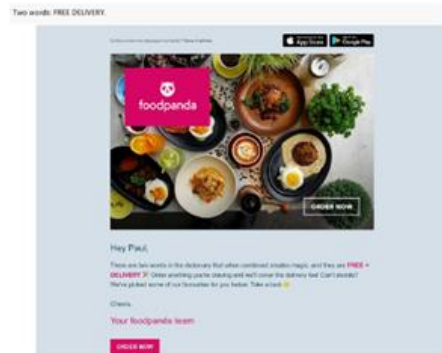 Two words: FREE DELIVERY.
App Store Google Play
foodpanda
ORDER NOW
Hey Paul,
There are two words in the dictionary that when combined creates magic, and they are FREE +
DELIVERY Order anything you're craving and we'll cover the delivery fee! Can't decide?
We've picked some of our favourites for you below. Take a look
Cheers,
Your foodpanda team
ORDER NOW